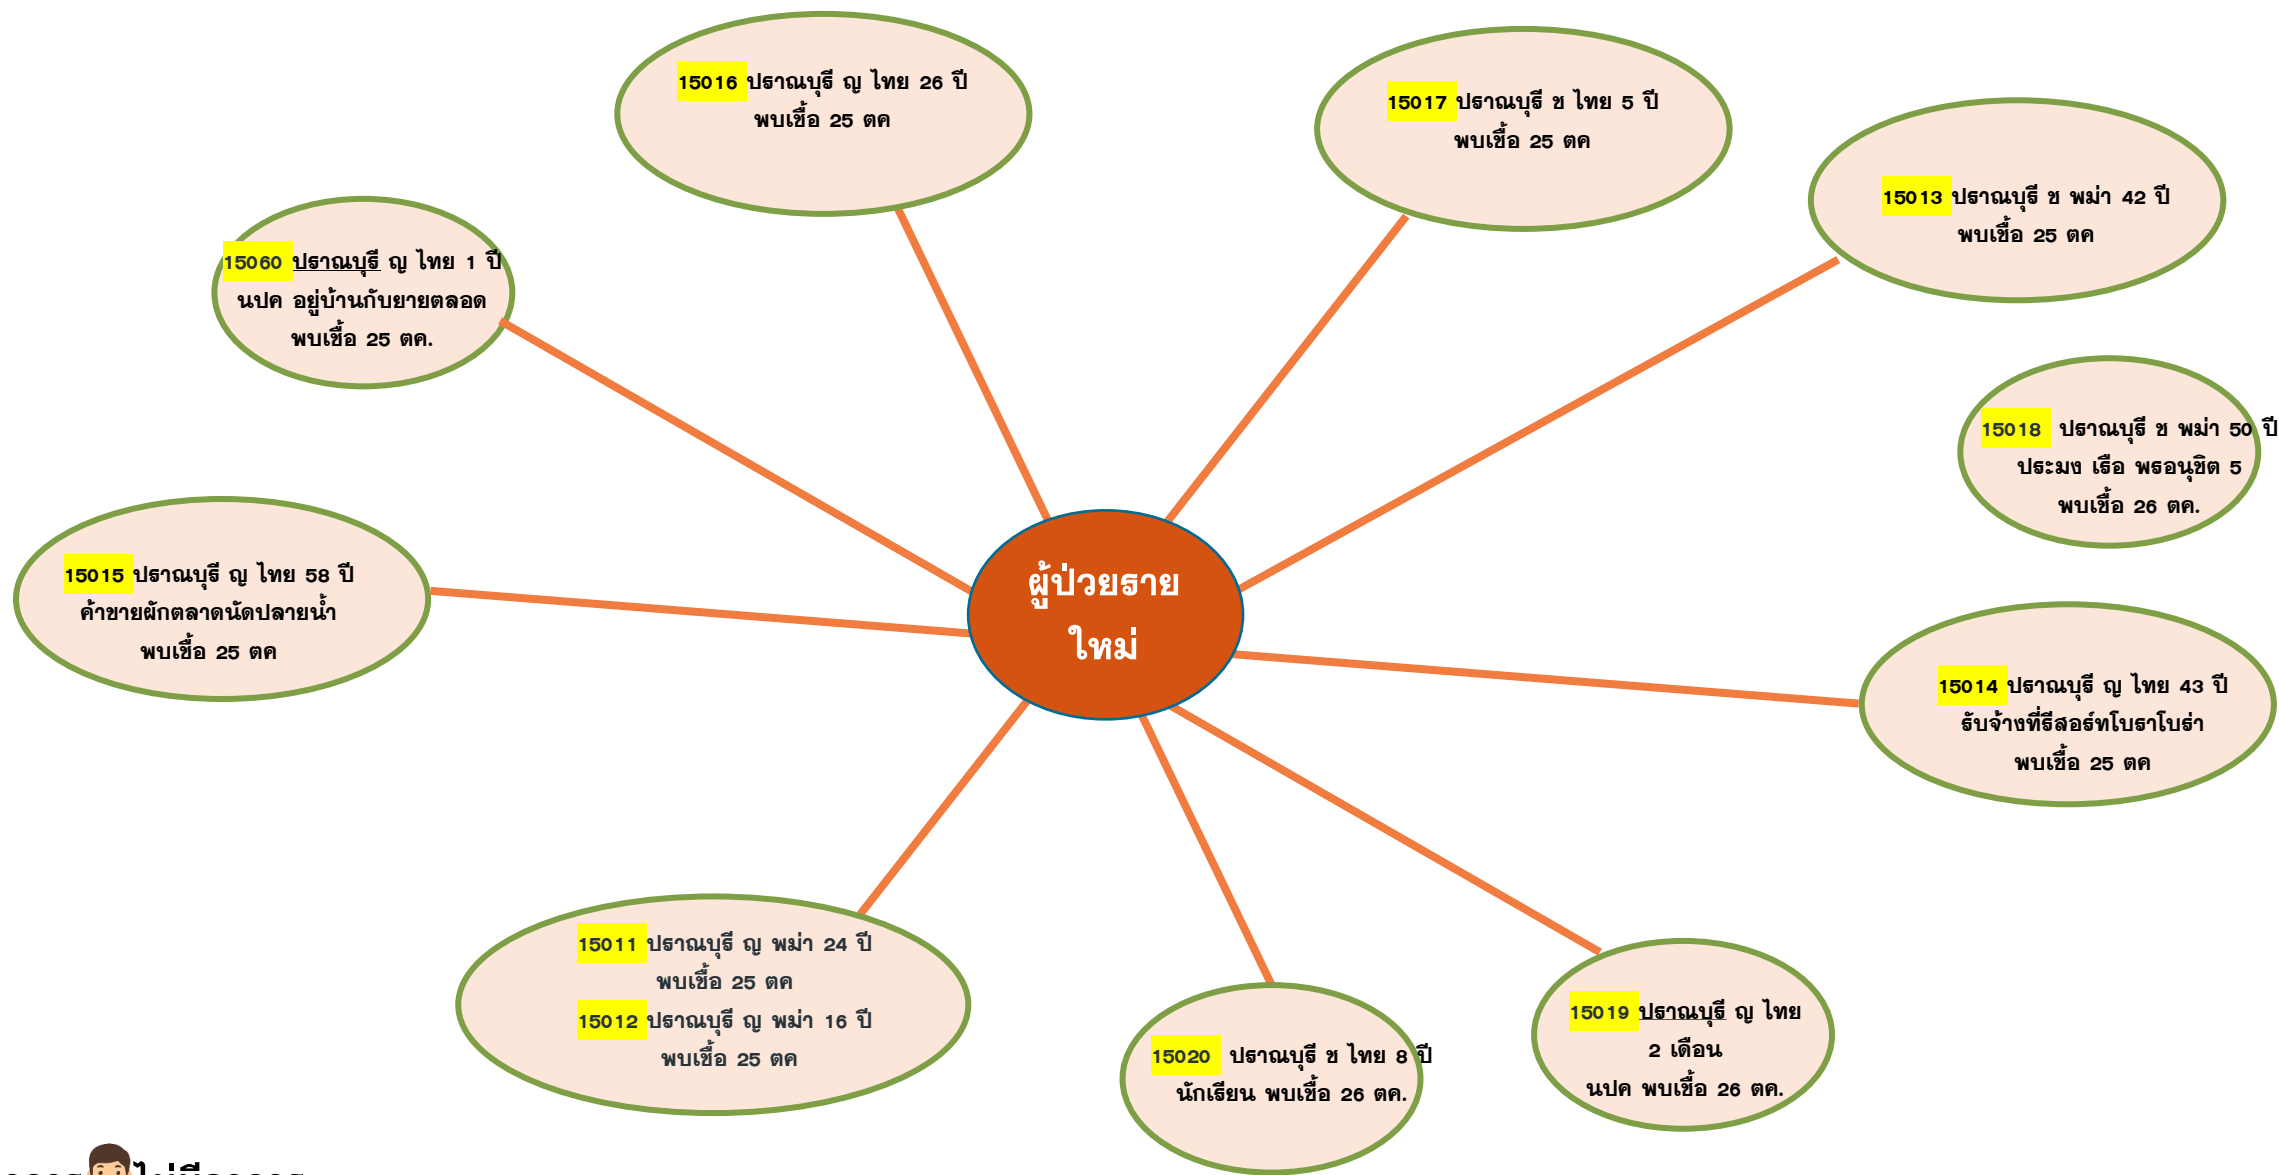 15016 ปราณบุรี ญ ไทย 26 ปี
พบเชื้อ 25 ตค
15017 ปราณบุรี ช ไทย 5 ปี
พบเชื้อ 25 ตค
15013 ปราณบุรี ช พม่า 42 ปี
พบเชื้อ 25 ตค
15060 ปราณบุรี ญ ไทย 1 ปี
นปค อยู่บ้านกับยายตลอด
พบเชื้อ 25 ตค.
15018 ปราณบุรี ช พม่า 50 ปี
ประมง เรือ พรอนุชิต 5
พบเชื้อ 26 ตค.
15015 ปราณบุรี ญ ไทย 58 ปี
ค้าขายผักตลาดนัดปลายน้ำ
พบเชื้อ 25 ตค
ผู้ป่วยราย
ใหม่
15014 ปราณบุรี ญ ไทย 43 ปี
รับจ้างที่รีสอร์ทโบราโบร่า
พบเชื้อ 25 ตค
15011 ปราณบุรี ญ พม่า 24 ปี
พบเชื้อ 25 ตค
15012 ปราณบุรี ญ พม่า 16 ปี
พบเชื้อ 25 ตค
15020 ปราณบุรี ช ไทย 8 ปี
นักเรียน พบเชื้อ 26 ตค.
15019 ปราณบุรี ญ ไทย
2 เดือน
นปค พบเชื้อ 26 ตค.
ไม่มีอาการ